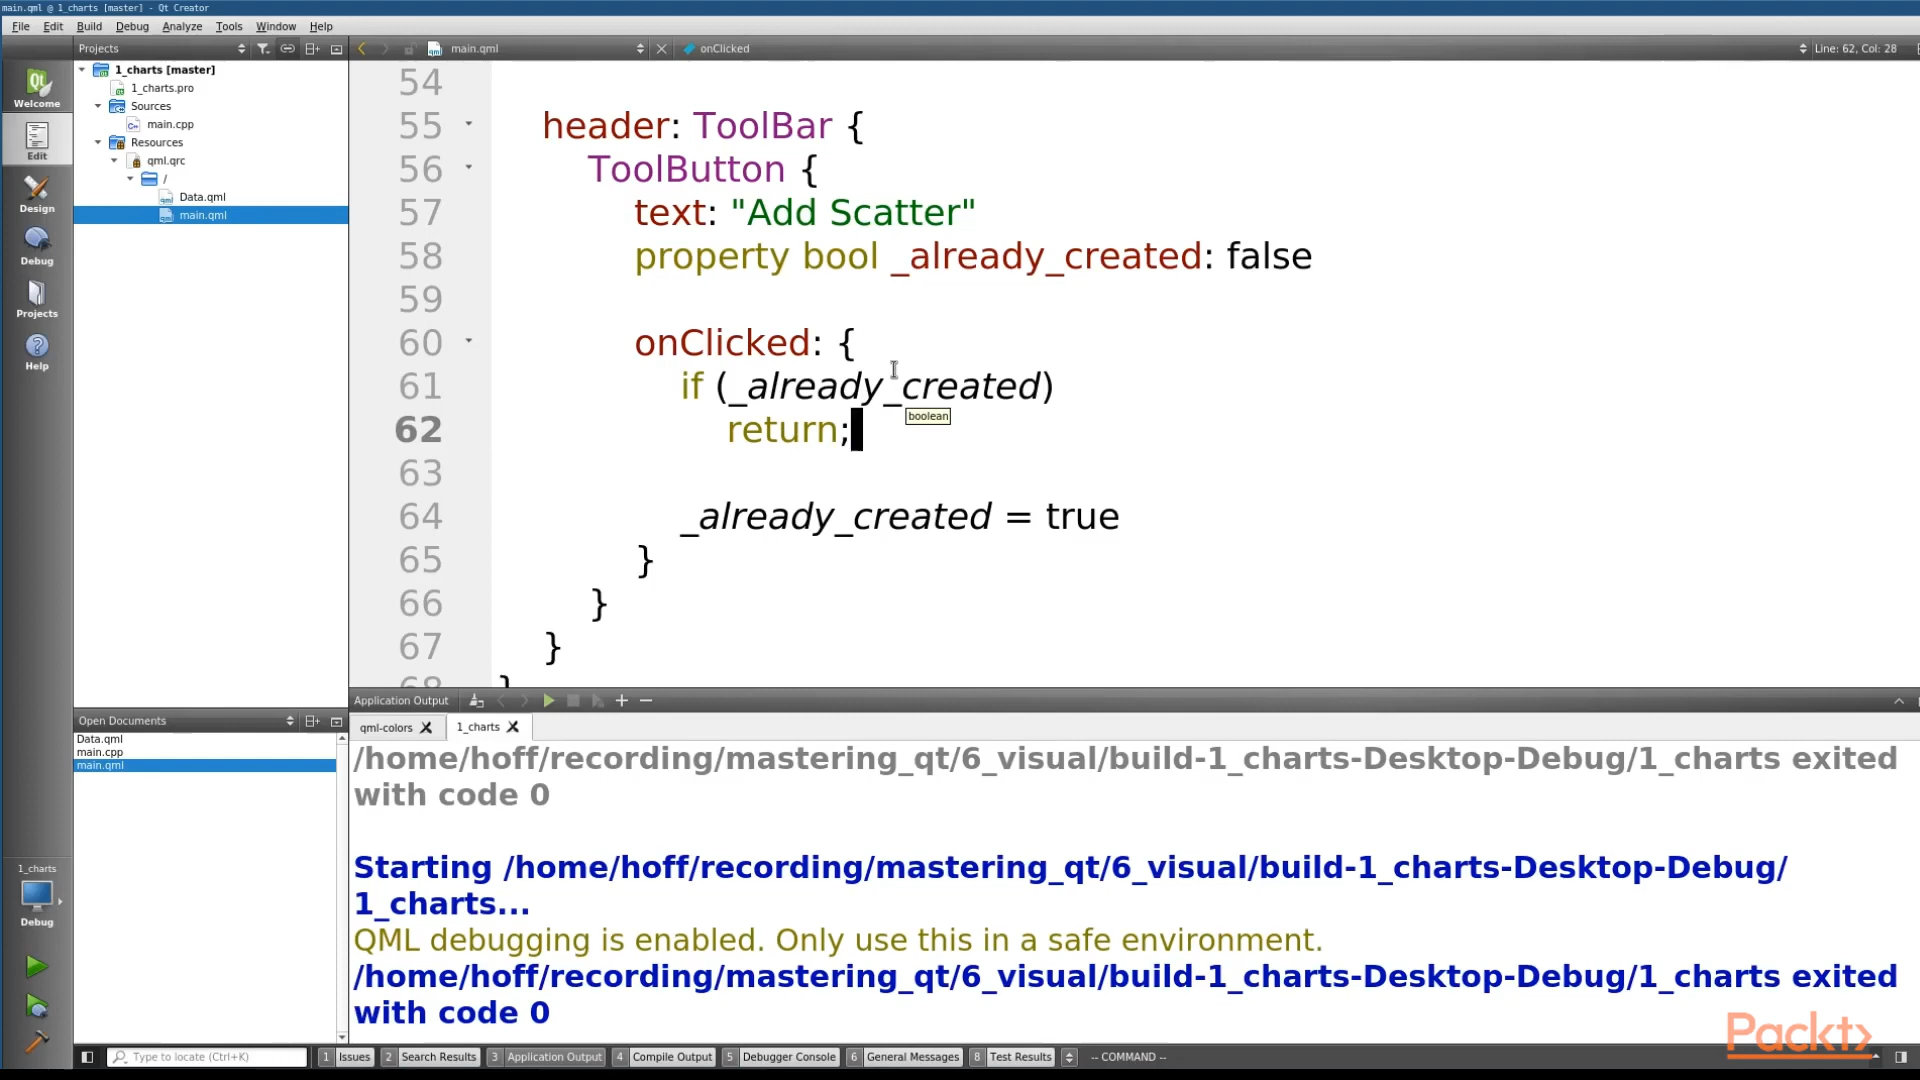 main.qml @ 1_charts [master] - Qt Creator
File Edit Build Debug Analyze Tools Window Help
Projects
main.qml
onClicked
Line: 62, Col: 28
Welcome
Edit
Design
Debug
Projects
Help
1_charts [master]
1_charts.pro
Sources
main.cpp
Resources
qml.qrc
/
Data.qml
main.qml
54
55 header: ToolBar {
56 ToolButton {
57 text: "Add Scatter"
58 property bool _already_created: false
59
60 onClicked: {
61 if (_already_created)
boolean
62 return;
63
64 _already_created = true
65 }
66 }
67 }
68 }
Open Documents
Data.qml
main.cpp
main.qml
1_charts
Debug
Application Output
qml-colors
1_charts
/home/hoff/recording/mastering_qt/6_visual/build-1_charts-Desktop-Debug/1_charts exited
with code 0
Starting /home/hoff/recording/mastering_qt/6_visual/build-1_charts-Desktop-Debug/
1_charts...
QML debugging is enabled. Only use this in a safe environment.
/home/hoff/recording/mastering_qt/6_visual/build-1_charts-Desktop-Debug/1_charts exited
with code 0
Packt>
Type to locate (Ctrl+K)
1 Issues 2 Search Results 3 Application Output 4 Compile Output 5 Debugger Console 6 General Messages 8 Test Results -- COMMAND --